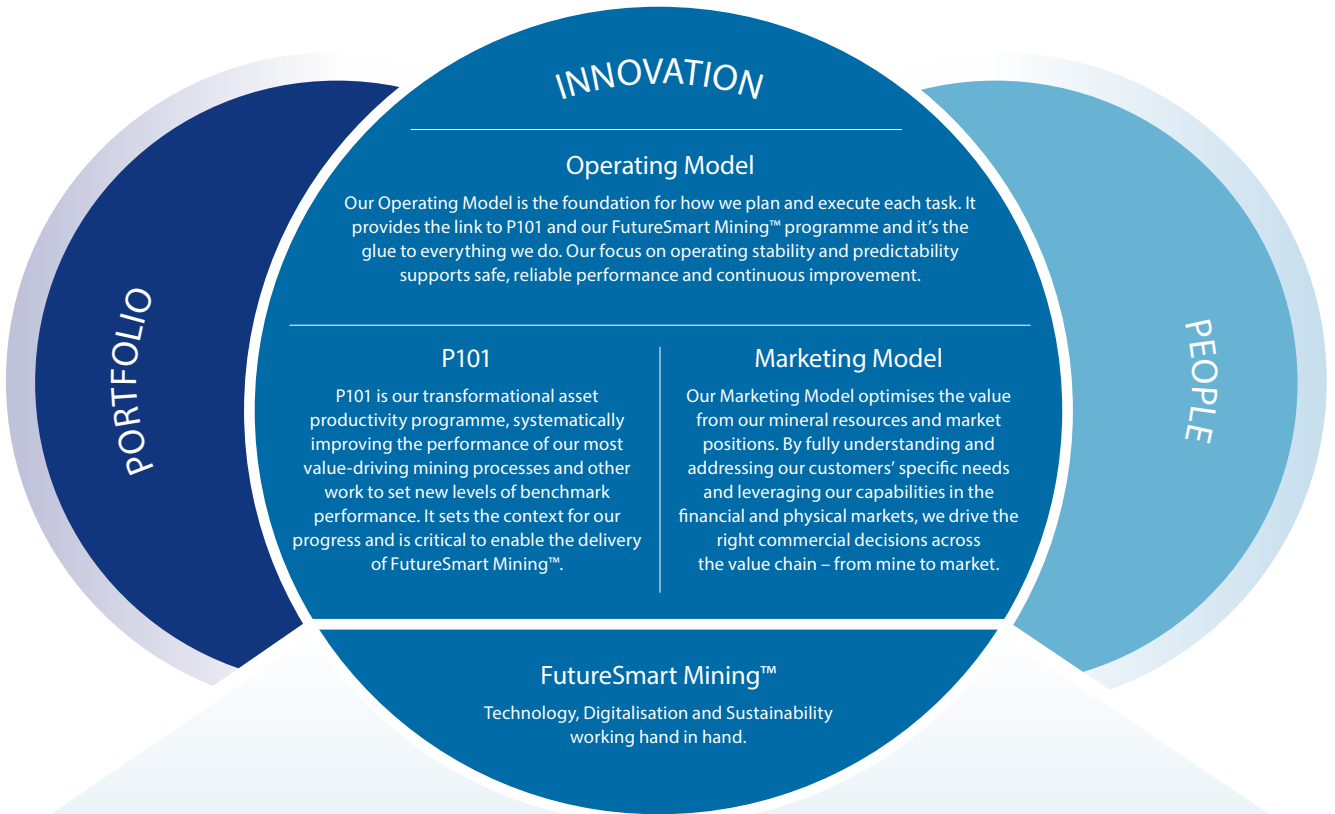 INNOVATION
Operating Model
Our Operating Model is the foundation for how we plan and execute each task. It
provides the link to P101 and our FutureSmart Mining™ programme and it’s the
glue to everything we do. Our focus on operating stability and predictability
supports safe, reliable performance and continuous improvement.
PORTFOLIO
P101
P101 is our transformational asset
productivity programme, systematically
improving the performance of our most
value-driving mining processes and other
work to set new levels of benchmark
performance. It sets the context for our
progress and is critical to enable the delivery
of FutureSmart Mining™.
Marketing Model
Our Marketing Model optimises the value
from our mineral resources and market
positions. By fully understanding and
addressing our customers’ specific needs
and leveraging our capabilities in the
financial and physical markets, we drive the
right commercial decisions across
the value chain – from mine to market.
PEOPLE
FutureSmart Mining™
Technology, Digitalisation and Sustainability
working hand in hand.